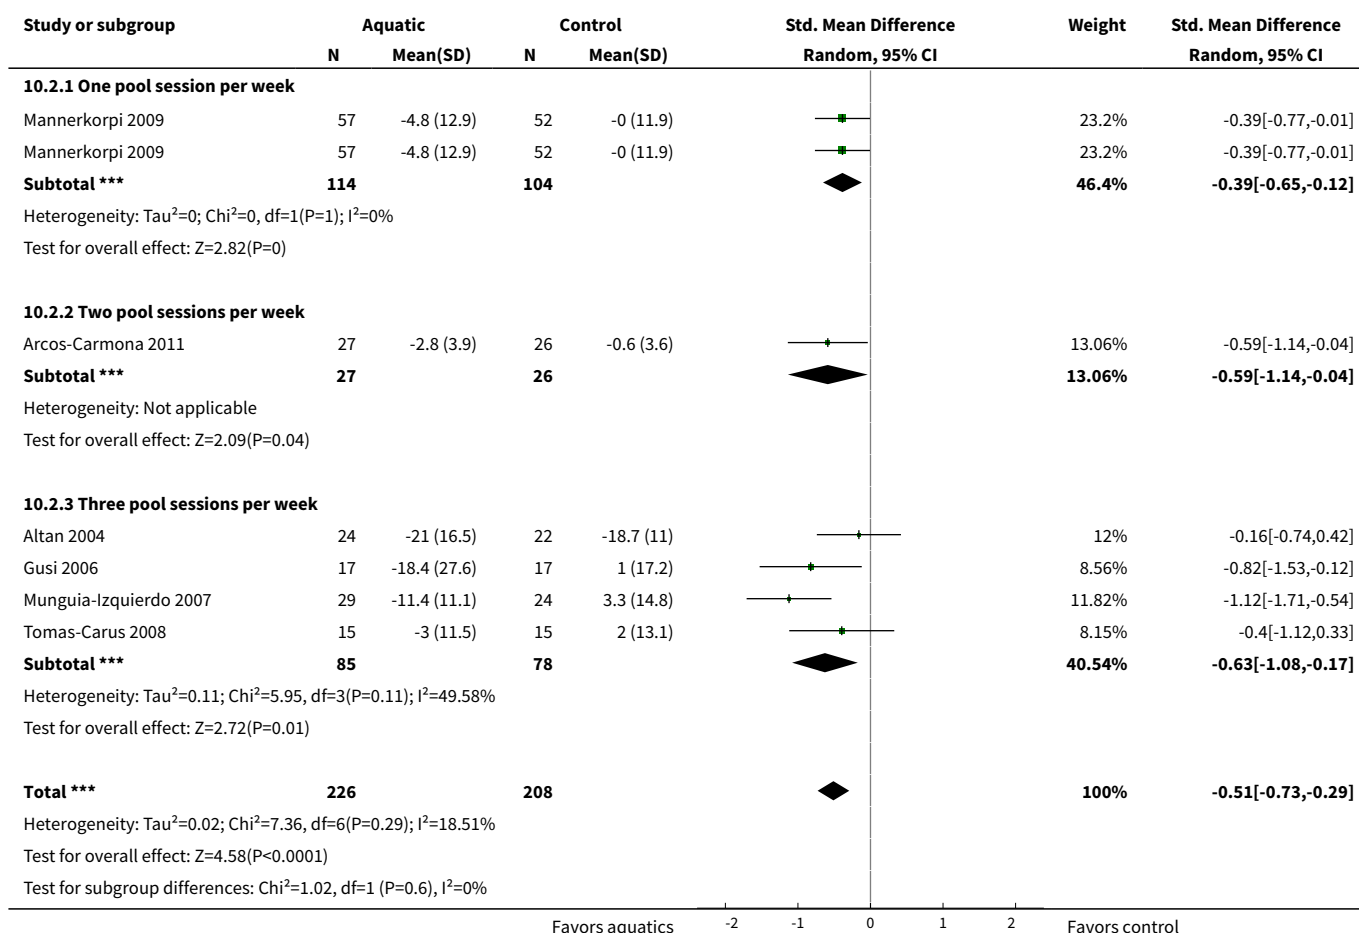 Study or subgroup Aquatic Control Std. Mean Difference Weight Std. Mean Difference
N Mean(SD) N Mean(SD) Random, 95% CI Random, 95% CI
10.2.1 One pool session per week
Mannerkorpi 2009 57 -4.8 (12.9) 52 -0 (11.9) 23.2% -0.39[-0.77,-0.01]
Mannerkorpi 2009 57 -4.8 (12.9) 52 -0 (11.9) 23.2% -0.39[-0.77,-0.01]
Subtotal *** 114 104 46.4% -0.39[-0.65,-0.12]
Heterogeneity: Tau²=0; Chi²=0, df=1(P=1); I²=0%
Test for overall effect: Z=2.82(P=0)
10.2.2 Two pool sessions per week
Arcos-Carmona 2011 27 -2.8 (3.9) 26 -0.6 (3.6) 13.06% -0.59[-1.14,-0.04]
Subtotal *** 27 26 13.06% -0.59[-1.14,-0.04]
Heterogeneity: Not applicable
Test for overall effect: Z=2.09(P=0.04)
10.2.3 Three pool sessions per week
Altan 2004 24 -21 (16.5) 22 -18.7 (11) 12% -0.16[-0.74,0.42]
Gusi 2006 17 -18.4 (27.6) 17 1 (17.2) 8.56% -0.82[-1.53,-0.12]
Munguia-Izquierdo 2007 29 -11.4 (11.1) 24 3.3 (14.8) 11.82% -1.12[-1.71,-0.54]
Tomas-Carus 2008 15 -3 (11.5) 15 2 (13.1) 8.15% -0.4[-1.12,0.33]
Subtotal *** 85 78 40.54% -0.63[-1.08,-0.17]
Heterogeneity: Tau²=0.11; Chi²=5.95, df=3(P=0.11); I²=49.58%
Test for overall effect: Z=2.72(P=0.01)
Total *** 226 208 100% -0.51[-0.73,-0.29]
Heterogeneity: Tau²=0.02; Chi²=7.36, df=6(P=0.29); I²=18.51%
Test for overall effect: Z=4.58(P<0.0001)
Test for subgroup differences: Chi²=1.02, df=1 (P=0.6), I²=0%
Favors aquatics -2 -1 0 1 2 Favors control